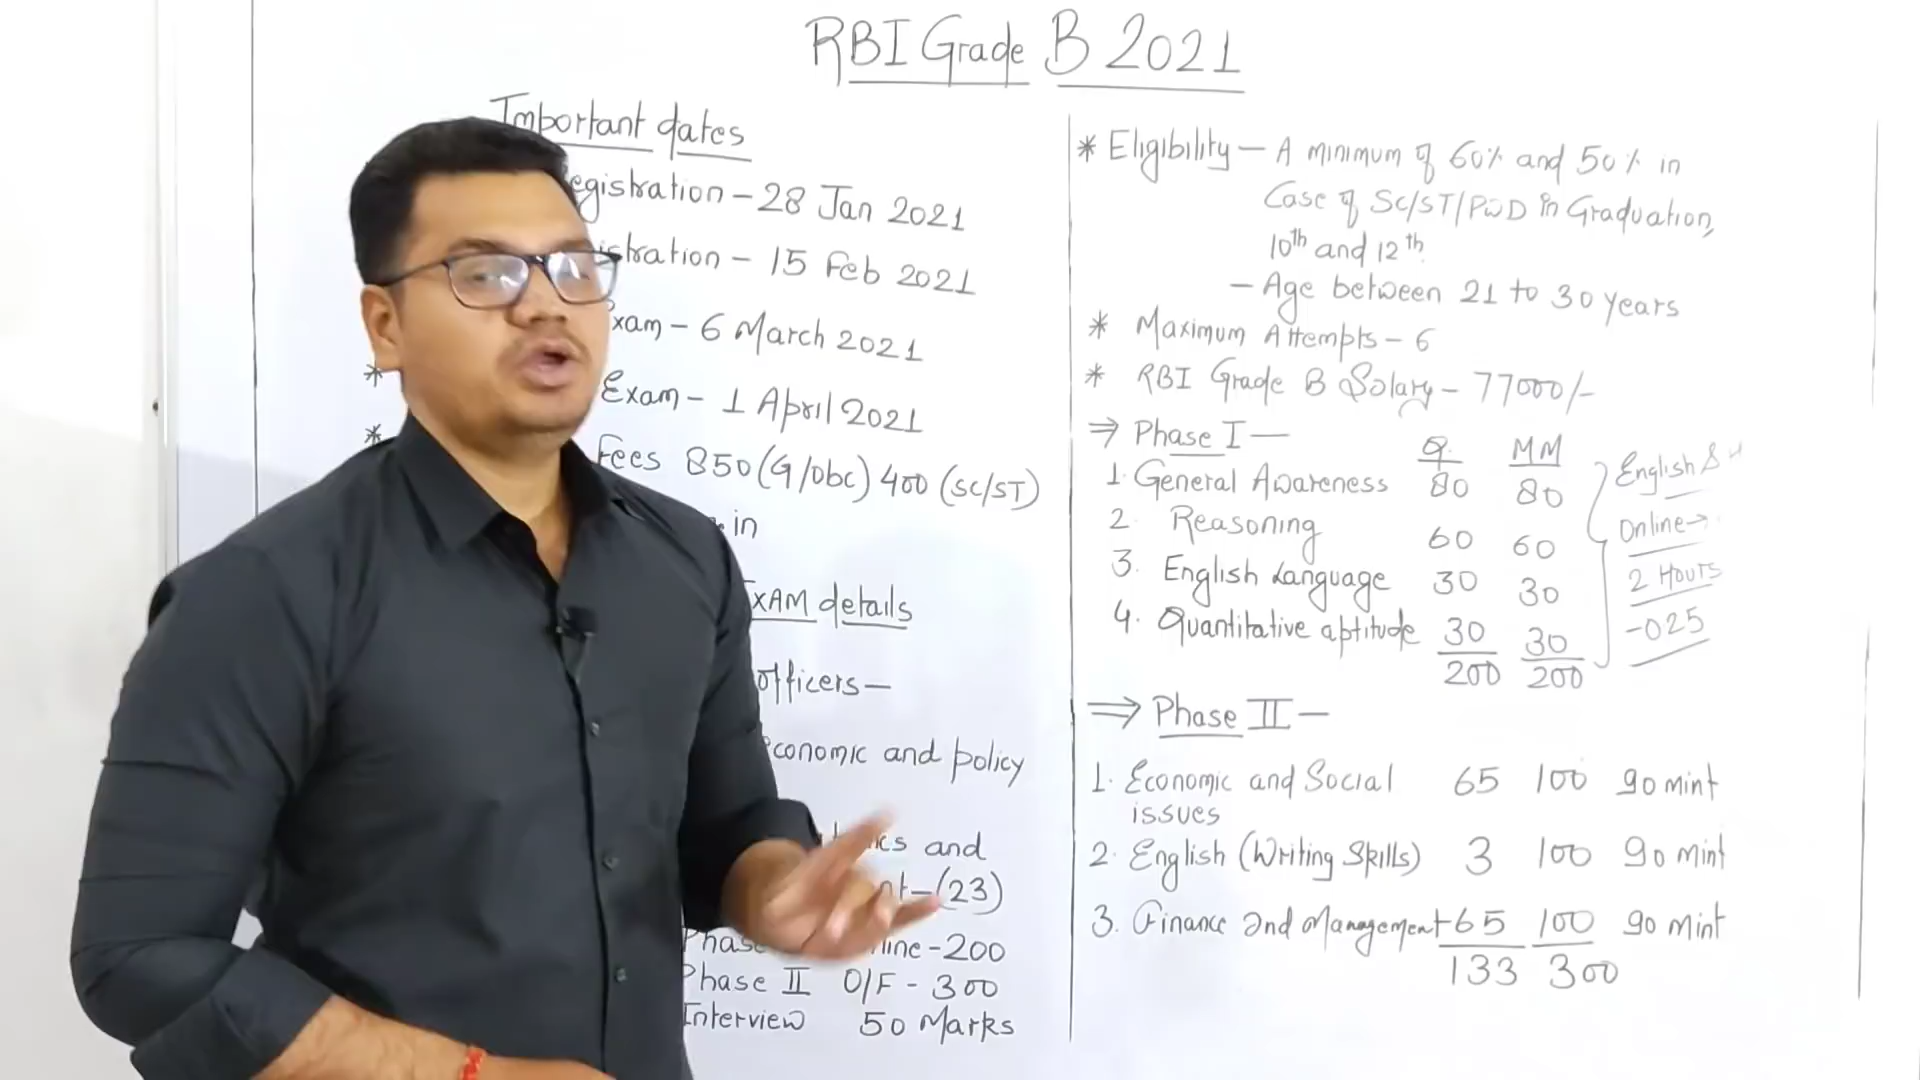 RBI Grade B 2021
Important dates
egistration - 28 Jan 2021
istration - 15 Feb 2021
xam - 6 March 2021
* Exam - 1 April 2021
* Fees 850 (G/obc) 400 (SC/ST)
in
EXAM details
officers -
economic and policy
ics and
nt - (23)
Phase ine - 200
Phase II O/F - 300
Interview 50 Marks
* Eligibility - A minimum of 60% and 50% in
Case of SC/ST/PWD in Graduation,
10th and 12th.
- Age between 21 to 30 years
* Maximum Attempts - 6
* RBI Grade B Salary - 77000/-
⇒ Phase I - Q. MM
1. General Awareness 80 80
2. Reasoning 60 60
3. English Language 30 30
4. Quantitative aptitude 30 30
200 200
English &
Online →
2 Hours
-025
⇒ Phase II -
1. Economic and Social 65 100 90 mint
issues
2. English (Writing Skills) 3 100 90 mint
3. Finance and Management 65 100 90 mint
133 300